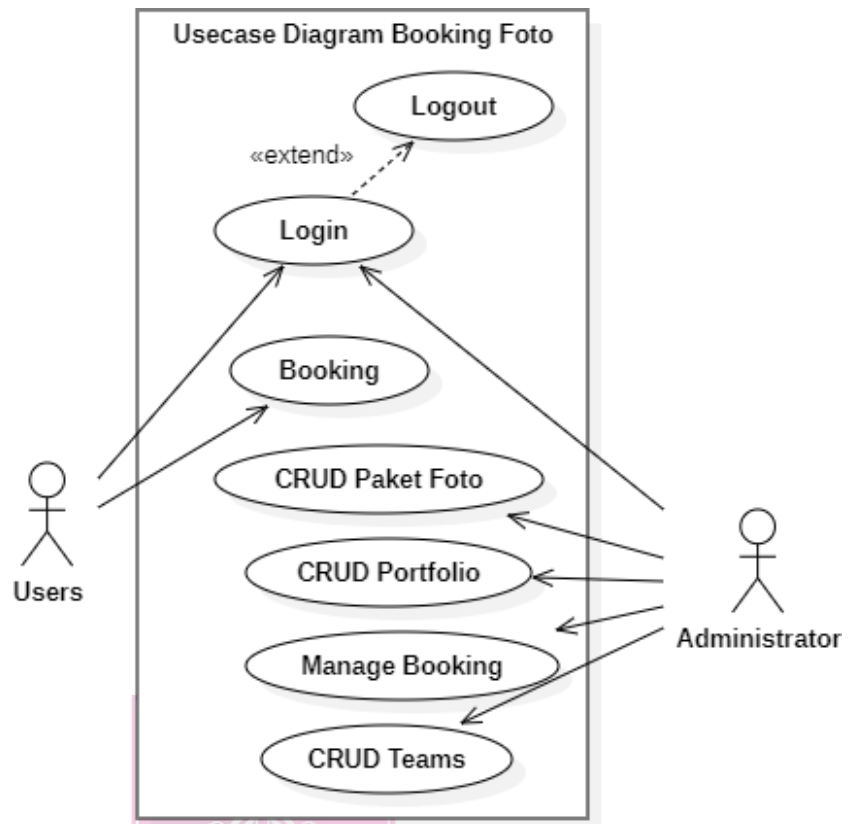 Usecase Diagram Booking Foto
Logout
«extend»
Login
Booking
CRUD Paket Foto
Users
CRUD Portfolio
Administrator
Manage Booking
CRUD Teams